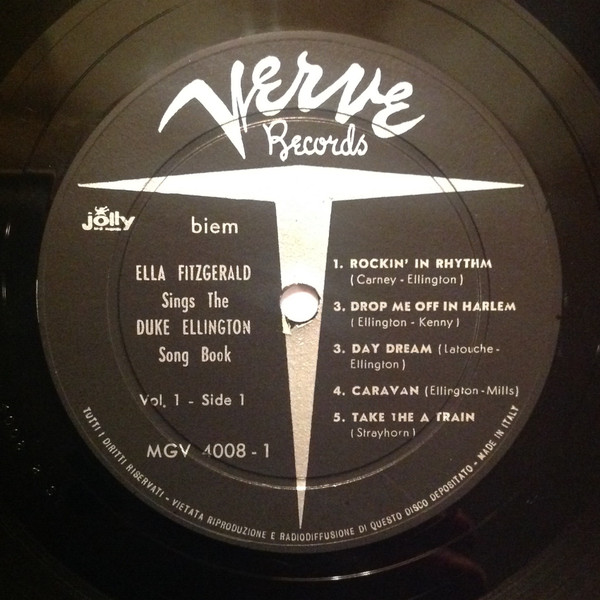 Verve
Records
jolly
biem
ELLA FITZGERALD
Sings The
DUKE ELLINGTON
Song Book
Vol. 1 - Side 1
MGV 4008-1
1. ROCKIN' IN RHYTHM
(Carney - Ellington)
3. DROP ME OFF IN HARLEM
(Ellington - Kenny)
3. DAY DREAM (Latouche-
Ellington)
4. CARAVAN (Ellington-Mills)
5. TAKE THE A TRAIN
(Strayhorn)
TUTTI I DIRITTI RISERVATI - VIETATA RIPRODUZIONE E RADIODIFFUSIONE DI QUESTO DISCO DEPOSITATO - MADE IN ITALY